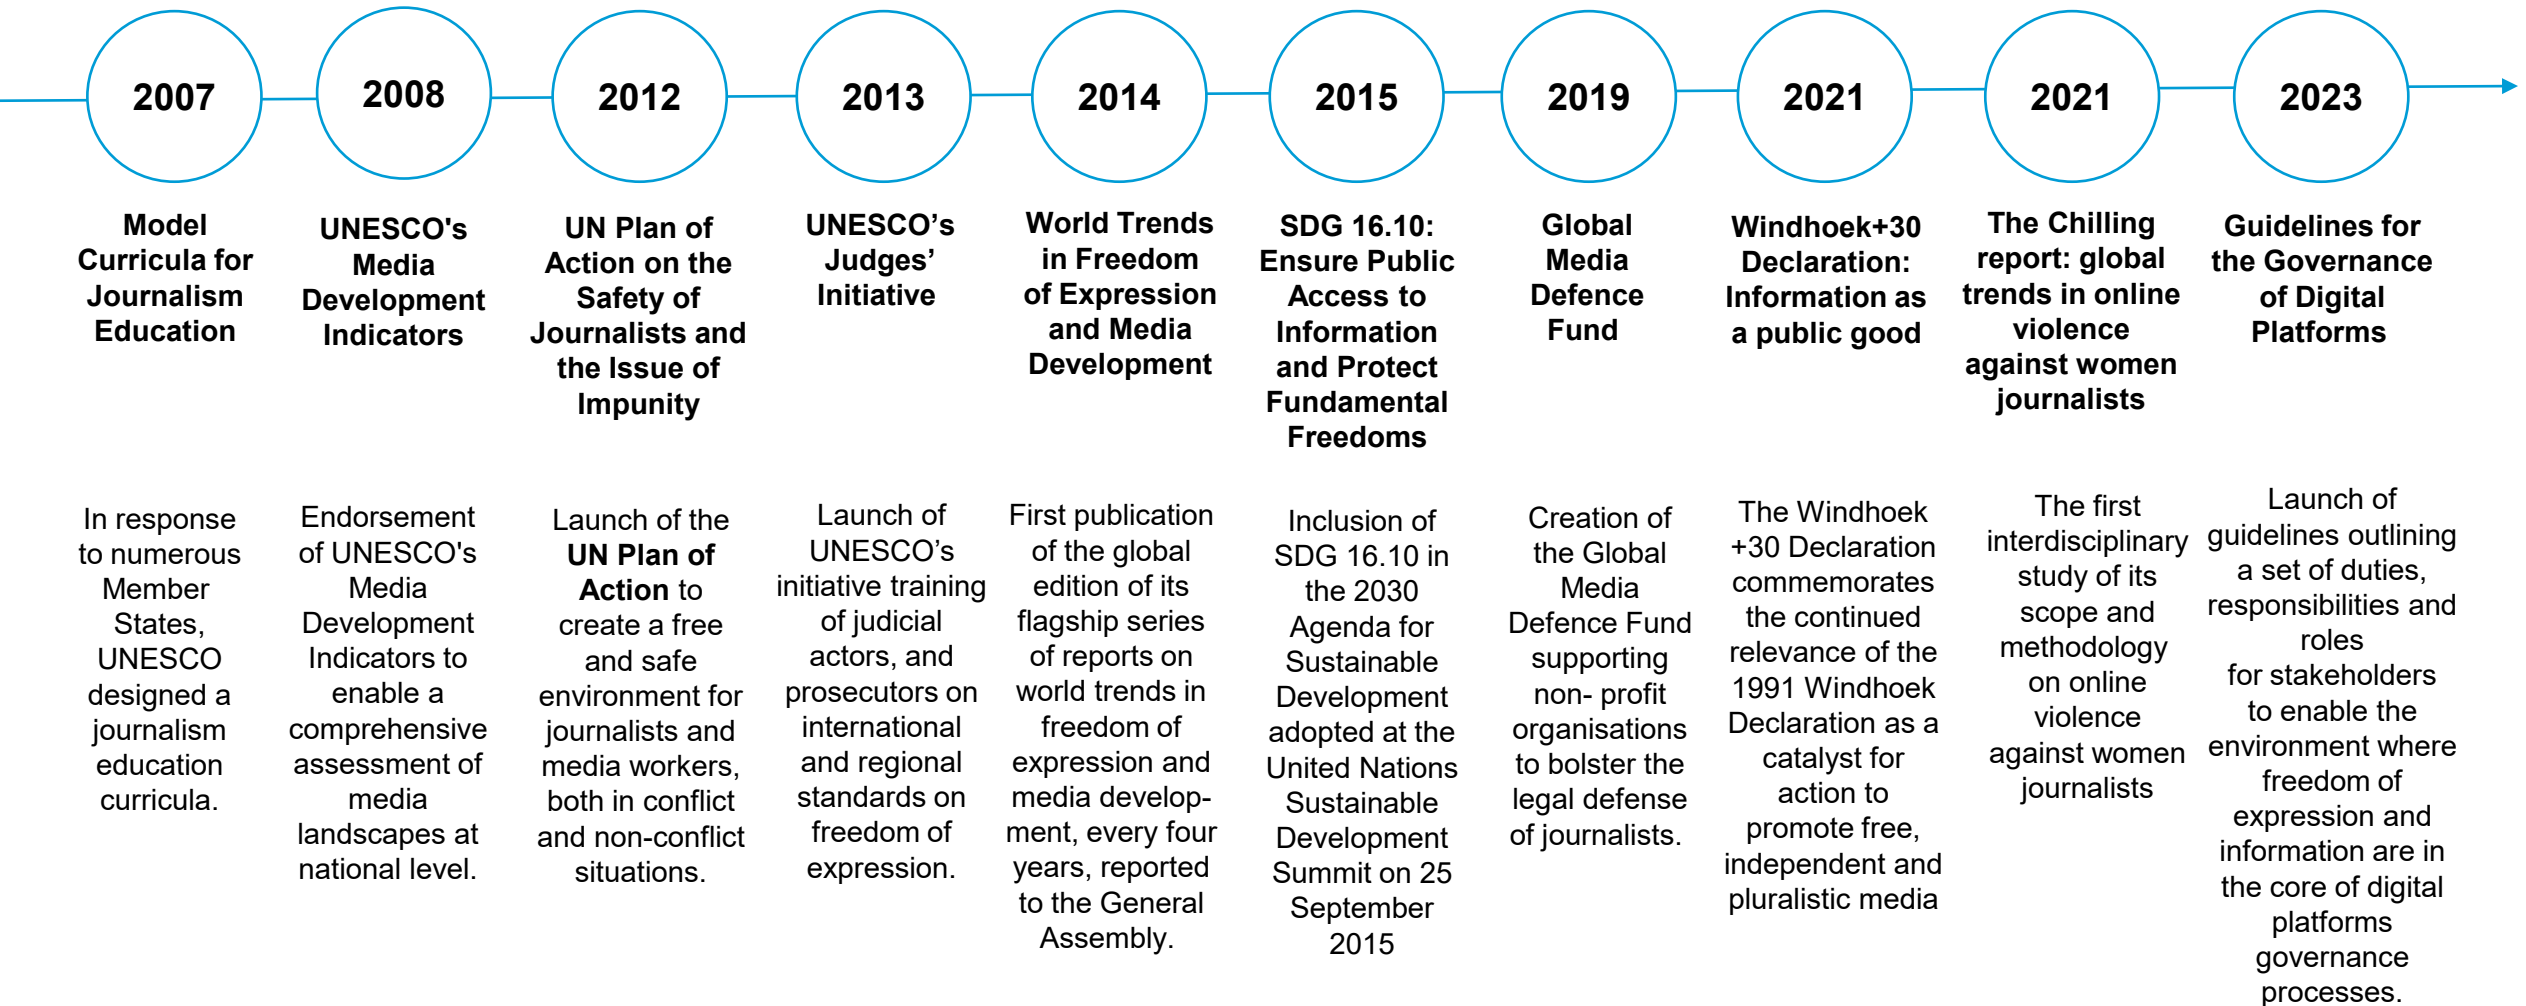 2007
2008
2012
2013
2014
2015
2019
2021
2021
2023
Model
Curricula for
Journalism
Education
UNESCO's
Media
Development
Indicators
UN Plan of
Action on the
Safety of
Journalists and
the Issue of
Impunity
UNESCO’s
Judges’
Initiative
World Trends
in Freedom
of Expression
and Media
Development
SDG 16.10:
Ensure Public
Access to
Information
and Protect
Fundamental
Freedoms
Global
Media
Defence
Fund
Windhoek+30
Declaration:
Information as
a public good
The Chilling
report: global
trends in online
violence
against women
journalists
Guidelines for
the Governance
of Digital
Platforms
In response
to numerous
Member
States,
UNESCO
designed a
journalism
education
curricula.
Endorsement
of UNESCO's
Media
Development
Indicators to
enable a
comprehensive
assessment of
media
landscapes at
national level.
Launch of the
UN Plan of
Action to
create a free
and safe
environment for
journalists and
media workers,
both in conflict
and non-conflict
situations.
Launch of
UNESCO’s
initiative training
of judicial
actors, and
prosecutors on
international
and regional
standards on
freedom of
expression.
First publication
of the global
edition of its
flagship series
of reports on
world trends in
freedom of
expression and
media develop-
ment, every four
years, reported
to the General
Assembly.
Inclusion of
SDG 16.10 in
the 2030
Agenda for
Sustainable
Development
adopted at the
United Nations
Sustainable
Development
Summit on 25
September
2015
Creation of
the Global
Media
Defence Fund
supporting
non- profit
organisations
to bolster the
legal defense
of journalists.
The Windhoek
+30 Declaration
commemorates
the continued
relevance of the
1991 Windhoek
Declaration as a
catalyst for
action to
promote free,
independent and
pluralistic media
The first
interdisciplinary
study of its
scope and
methodology
on online
violence
against women
journalists
Launch of
guidelines outlining
a set of duties,
responsibilities and
roles
for stakeholders
to enable the
environment where
freedom of
expression and
information are in
the core of digital
platforms
governance
processes.